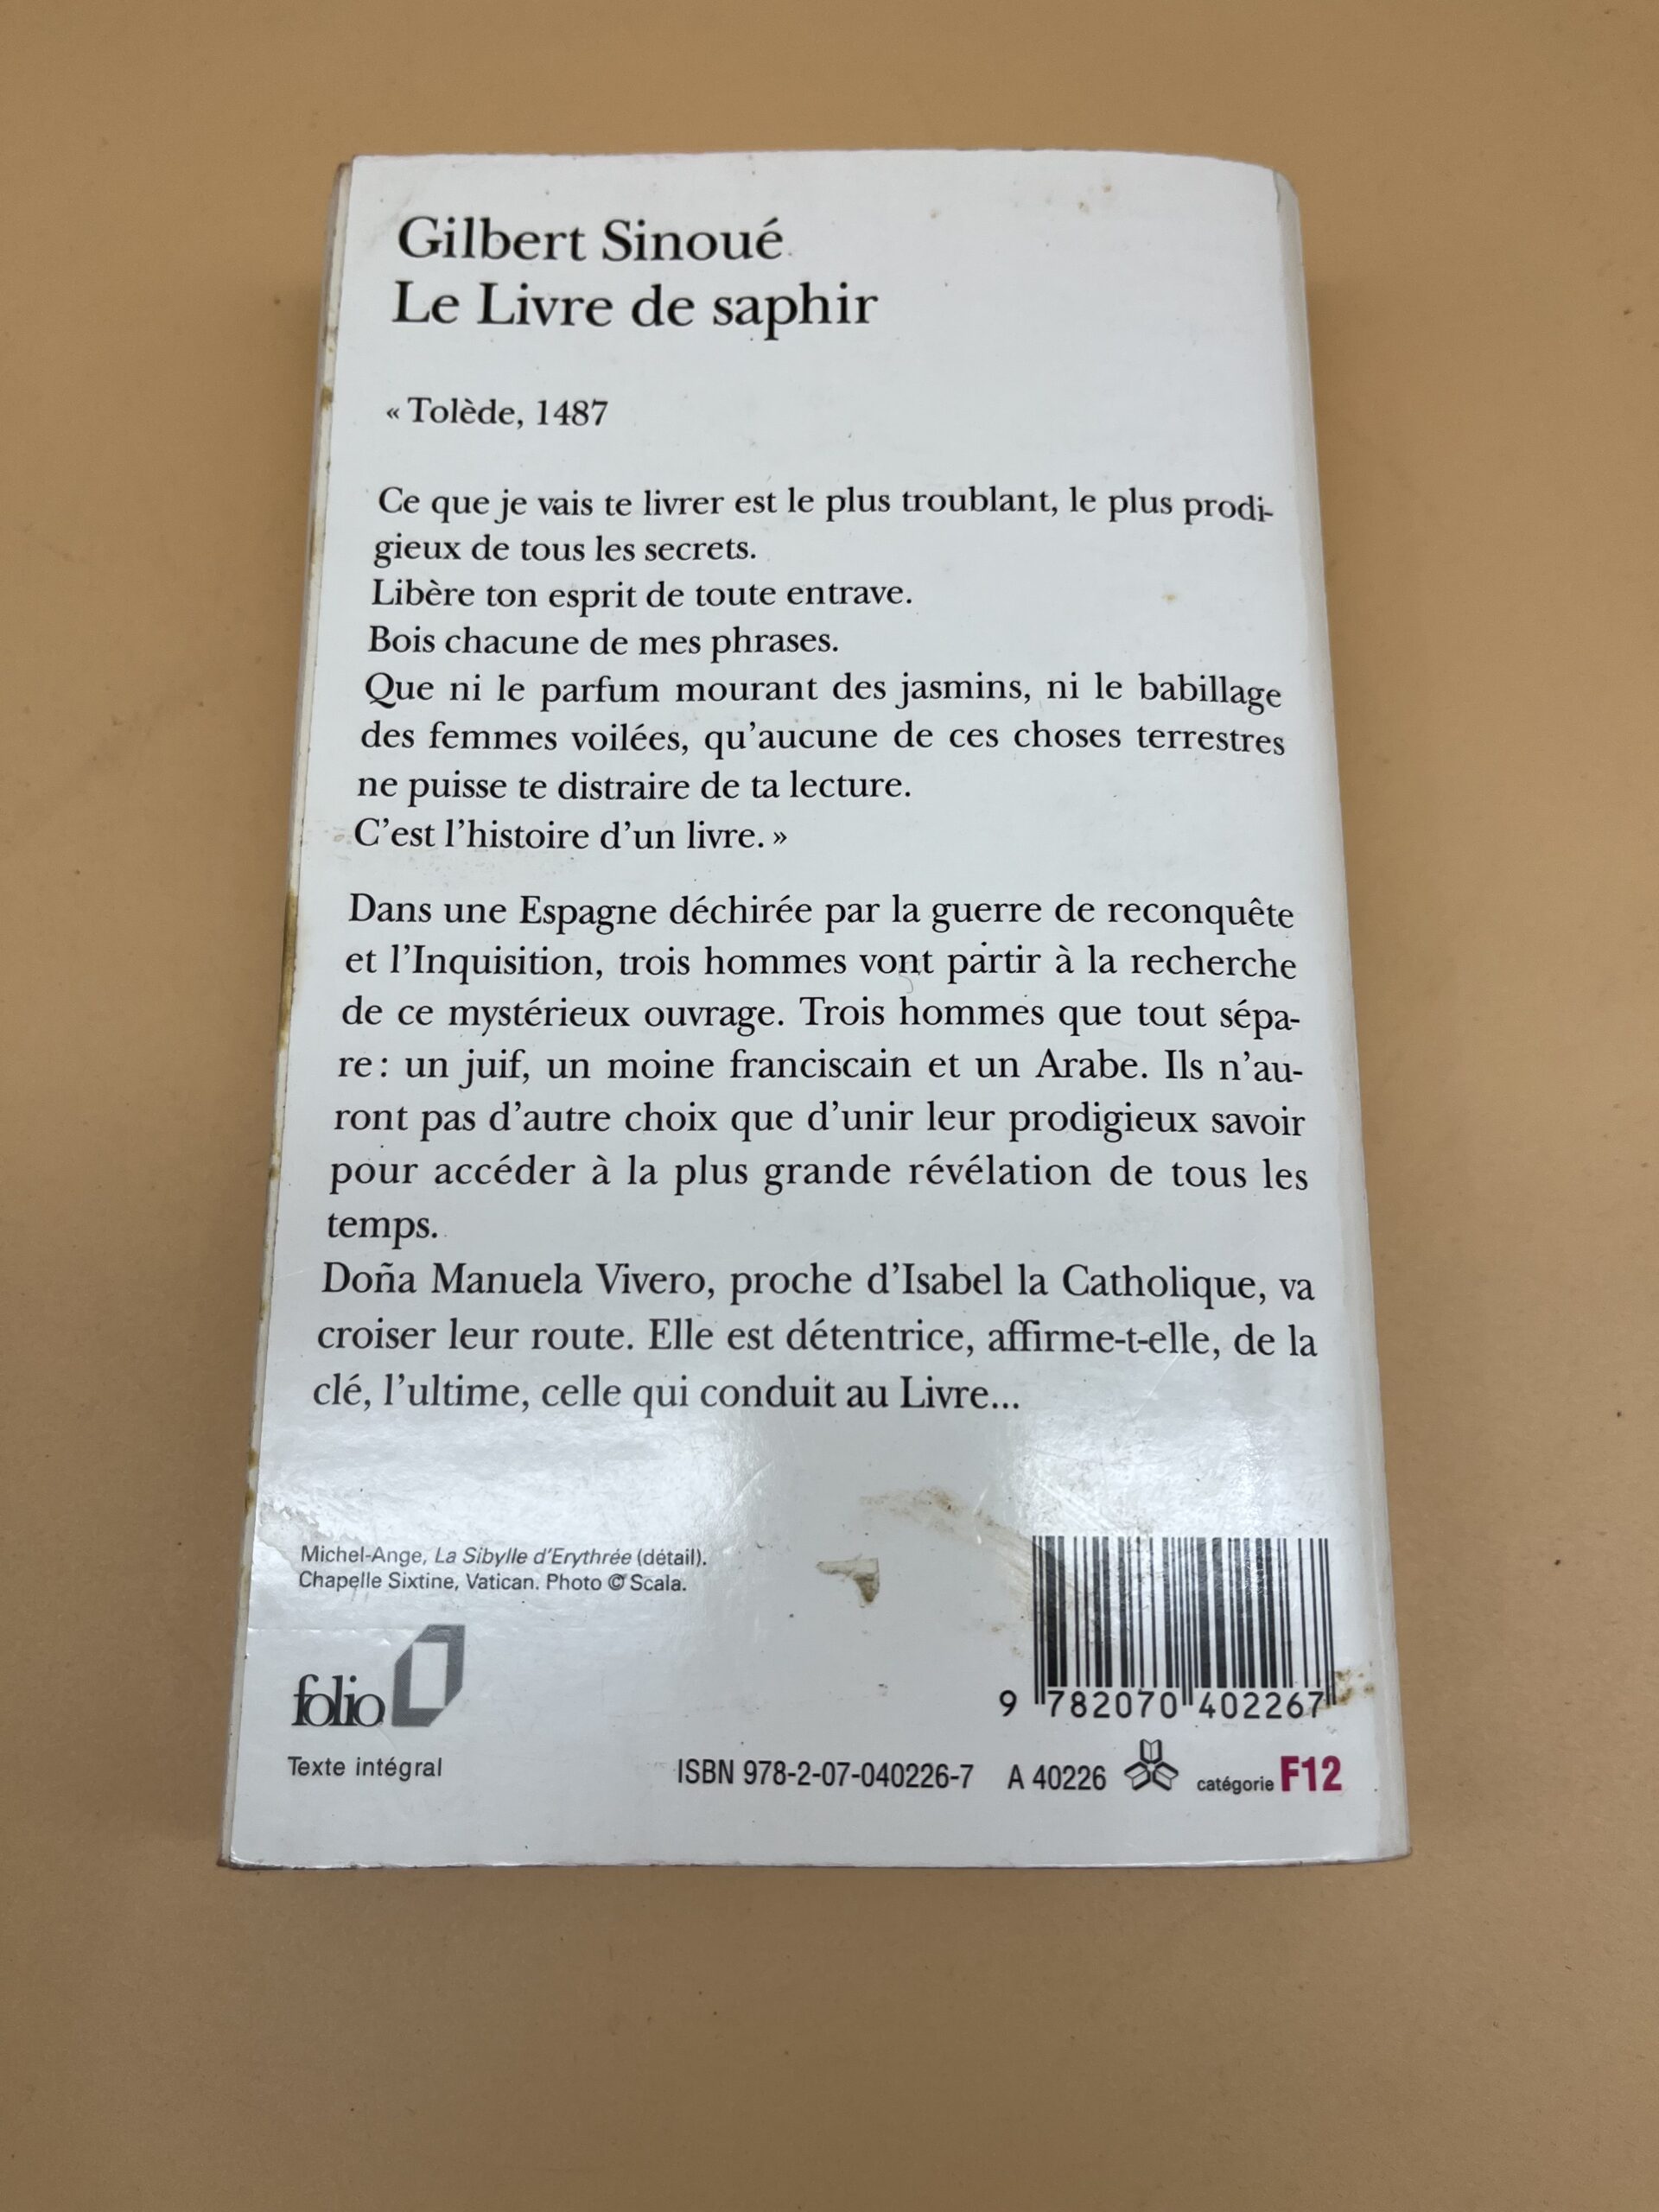 Gilbert Sinoué
Le Livre de saphir
« Tolède, 1487
Ce que je vais te livrer est le plus troublant, le plus prodi-
gieux de tous les secrets.
Libère ton esprit de toute entrave.
Bois chacune de mes phrases.
Que ni le parfum mourant des jasmins, ni le babillage
des femmes voilées, qu'aucune de ces choses terrestres
ne puisse te distraire de ta lecture.
C'est l'histoire d'un livre. »
Dans une Espagne déchirée par la guerre de reconquête
et l'Inquisition, trois hommes vont partir à la recherche
de ce mystérieux ouvrage. Trois hommes que tout sépa-
re : un juif, un moine franciscain et un Arabe. Ils n'au-
ront pas d'autre choix que d'unir leur prodigieux savoir
pour accéder à la plus grande révélation de tous les
temps.
Doña Manuela Vivero, proche d'Isabel la Catholique, va
croiser leur route. Elle est détentrice, affirme-t-elle, de la
clé, l'ultime, celle qui conduit au Livre...
Michel-Ange, La Sibylle d'Erythrée (détail).
Chapelle Sixtine, Vatican. Photo © Scala.
folio
Texte intégral
9 782070 402267
ISBN 978-2-07-040226-7 A 40226 catégorie F12